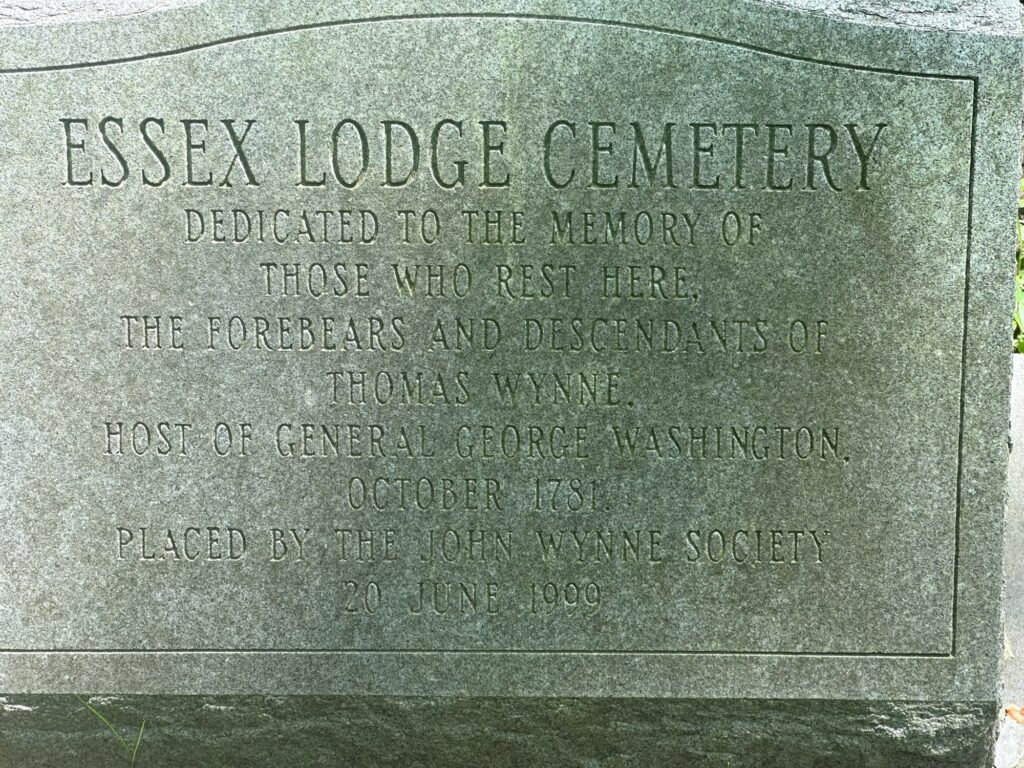 ESSEX LODGE CEMETERY
DEDICATED TO THE MEMORY OF
THOSE WHO REST HERE,
THE FOREBEARS AND DESCENDANTS OF
THOMAS WYNNE,
HOST OF GENERAL GEORGE WASHINGTON,
OCTOBER 1781.
PLACED BY THE JOHN WYNNE SOCIETY
20 JUNE 1999